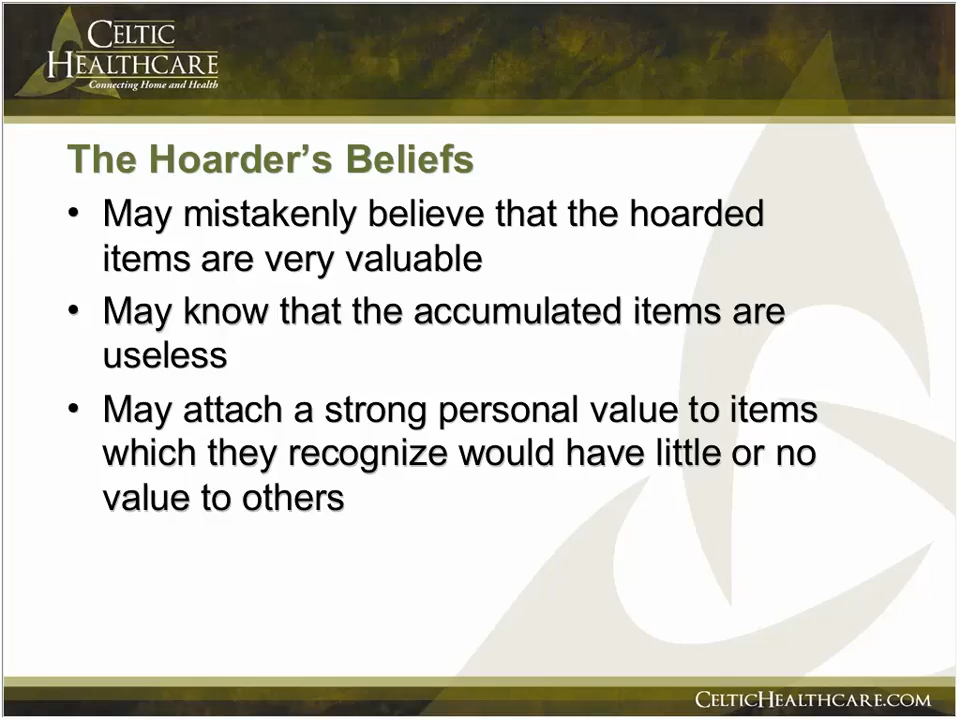 CELTIC
HEALTHCARE
Connecting Home and Health
The Hoarder’s Beliefs
• May mistakenly believe that the hoarded
items are very valuable
• May know that the accumulated items are
useless
• May attach a strong personal value to items
which they recognize would have little or no
value to others
CELTICHEALTHCARE.COM